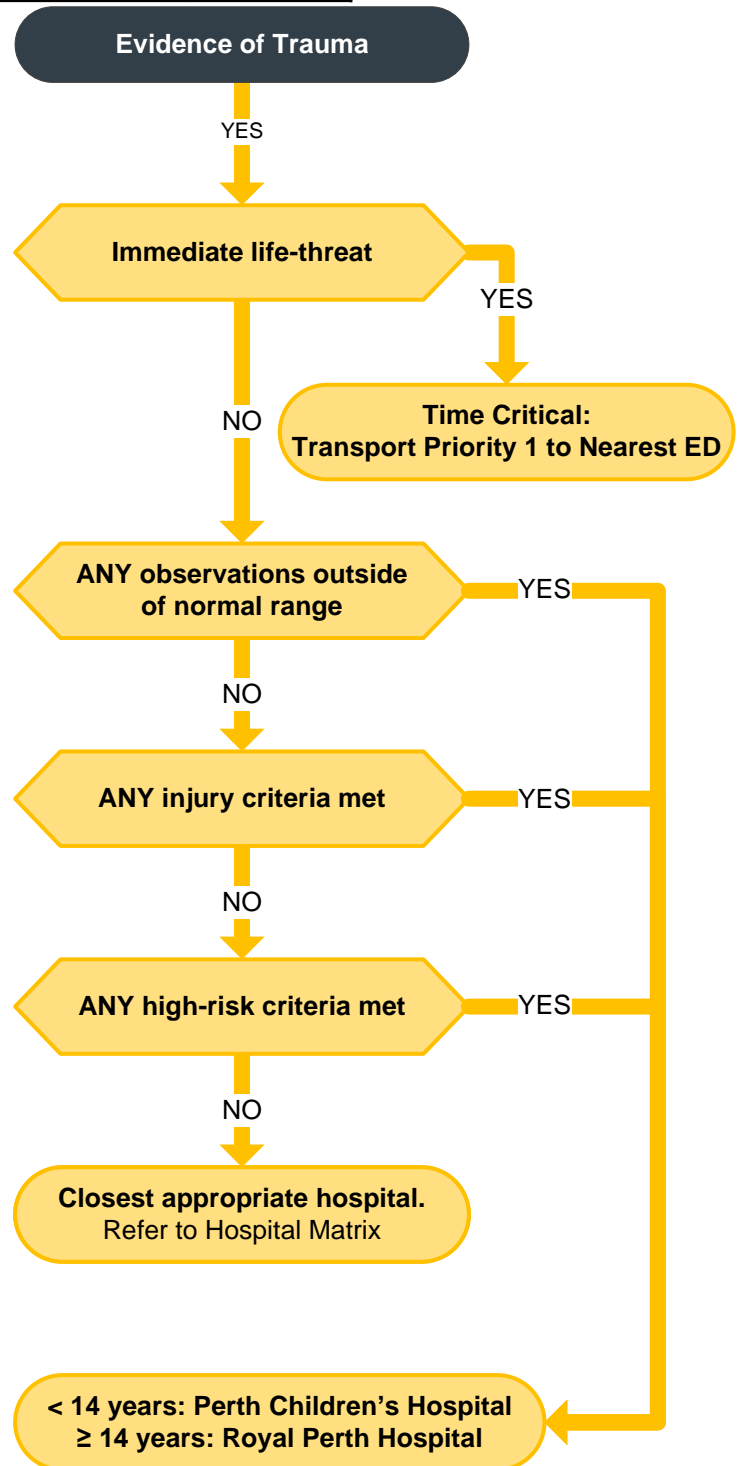 Evidence of Trauma
YES
Immediate life-threat
YES
NO
Time Critical:
Transport Priority 1 to Nearest ED
ANY observations outside
of normal range
YES
NO
ANY injury criteria met
YES
NO
ANY high-risk criteria met
YES
NO
Closest appropriate hospital.
Refer to Hospital Matrix
< 14 years: Perth Children's Hospital
≥ 14 years: Royal Perth Hospital